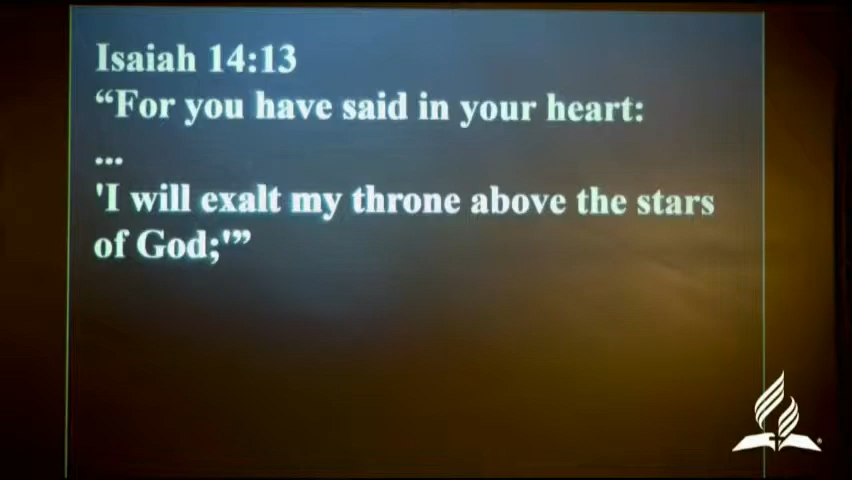 Isaiah 14:13
“For you have said in your heart:
...
'I will exalt my throne above the stars
of God;'”